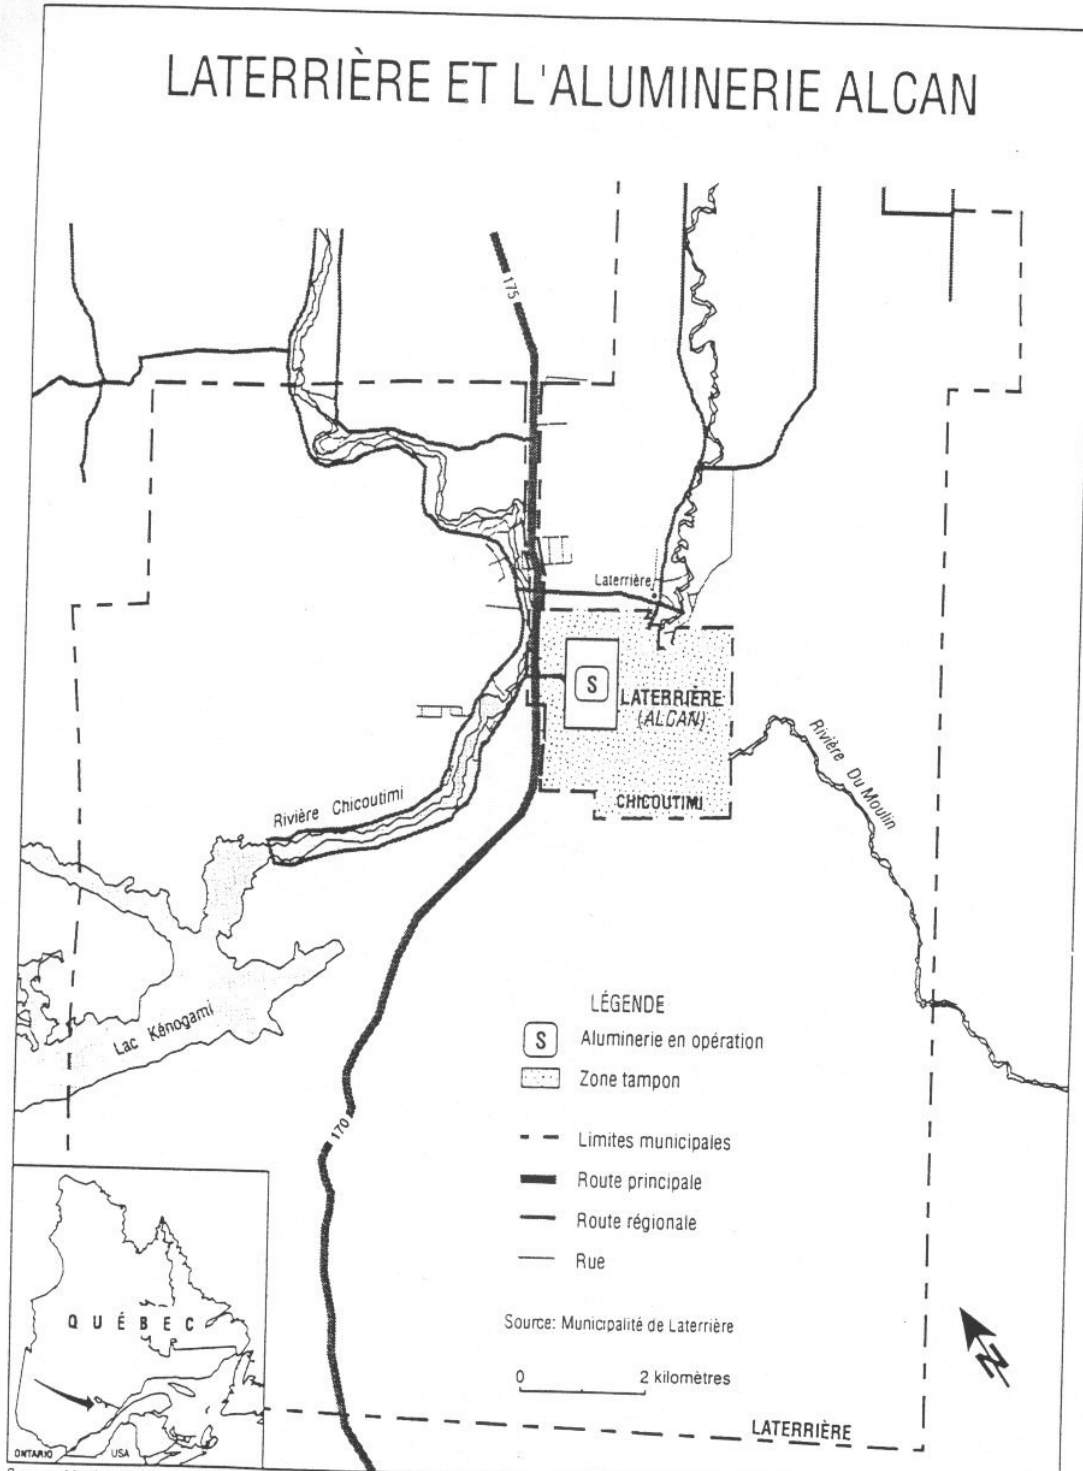 LATERRIÈRE ET L'ALUMINERIE ALCAN
175
Laterrière
S
LATERRIÈRE
(ALCAN)
CHICOUTIMI
Rivière Du Moulin
Rivière Chicoutimi
Lac Kénogami
170
LÉGENDE
S Aluminerie en opération
Zone tampon
Limites municipales
Route principale
Route régionale
Rue
Source: Municipalité de Laterrière
0 2 kilomètres
N
LATERRIÈRE
QUÉBEC
ONTARIO
USA